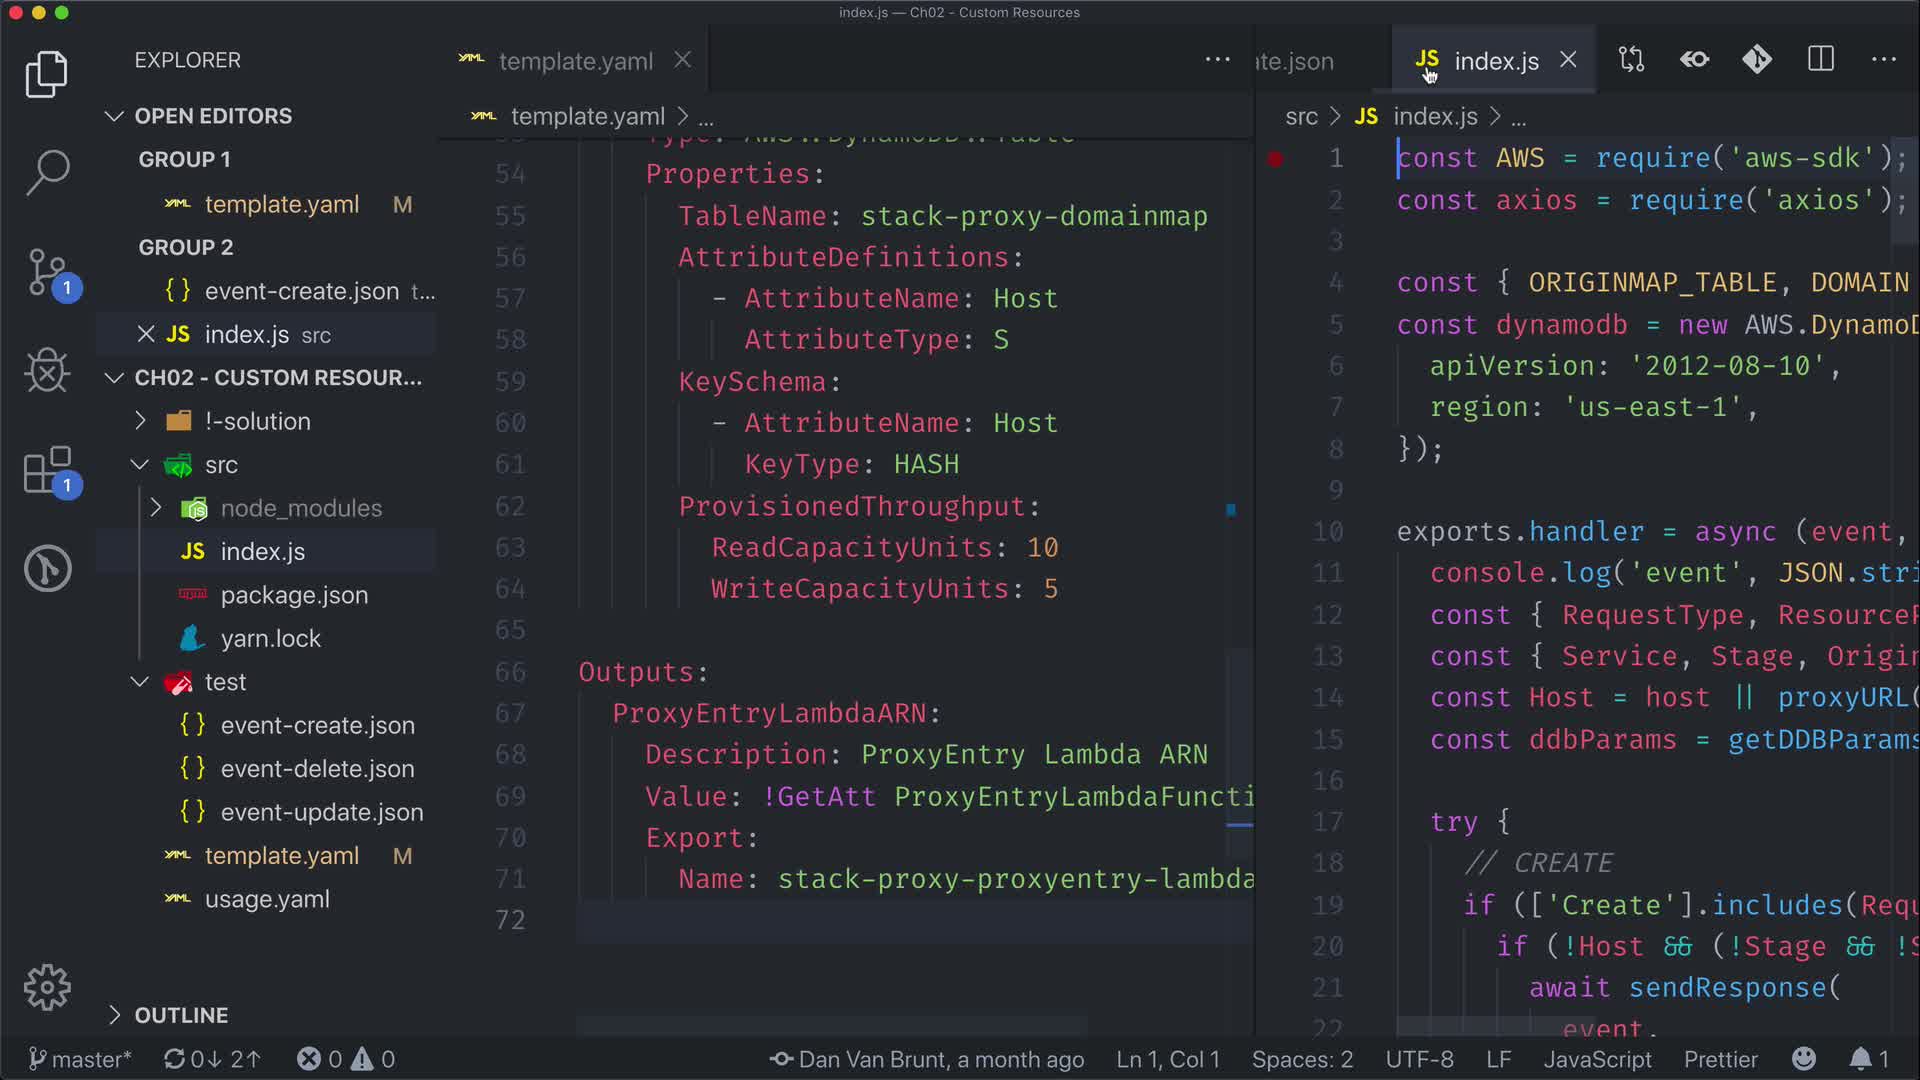 index.js — Ch02 - Custom Resources
EXPLORER
OPEN EDITORS
GROUP 1
template.yaml M
GROUP 2
{ } event-create.json t...
JS index.js src
CH02 - CUSTOM RESOUR...
!-solution
src
node_modules
JS index.js
package.json
yarn.lock
test
{ } event-create.json
{ } event-delete.json
{ } event-update.json
template.yaml M
usage.yaml
OUTLINE
1
1
template.yaml
template.yaml > ...
54 Properties:
55 TableName: stack-proxy-domainmap
56 AttributeDefinitions:
57 - AttributeName: Host
58 AttributeType: S
59 KeySchema:
60 - AttributeName: Host
61 KeyType: HASH
62 ProvisionedThroughput:
63 ReadCapacityUnits: 10
64 WriteCapacityUnits: 5
65
66 Outputs:
67 ProxyEntryLambdaARN:
68 Description: ProxyEntry Lambda ARN
69 Value: !GetAtt ProxyEntryLambdaFuncti
70 Export:
71 Name: stack-proxy-proxyentry-lambda
72
te.json
JS index.js
src > JS index.js > ...
1 const AWS = require('aws-sdk');
2 const axios = require('axios');
3
4 const { ORIGINMAP_TABLE, DOMAIN
5 const dynamodb = new AWS.Dynamo
6 apiVersion: '2012-08-10',
7 region: 'us-east-1',
8 });
9
10 exports.handler = async (event,
11 console.log('event', JSON.stri
12 const { RequestType, Resource
13 const { Service, Stage, Origin
14 const Host = host || proxyURL(
15 const ddbParams = getDDBParams
16
17 try {
18 // CREATE
19 if (['Create'].includes(Requ
20 if (!Host && (!Stage && !S
21 await sendResponse(
22 event,
master* 0↓ 2↑ 0 0
Dan Van Brunt, a month ago Ln 1, Col 1 Spaces: 2 UTF-8 LF JavaScript Prettier 1